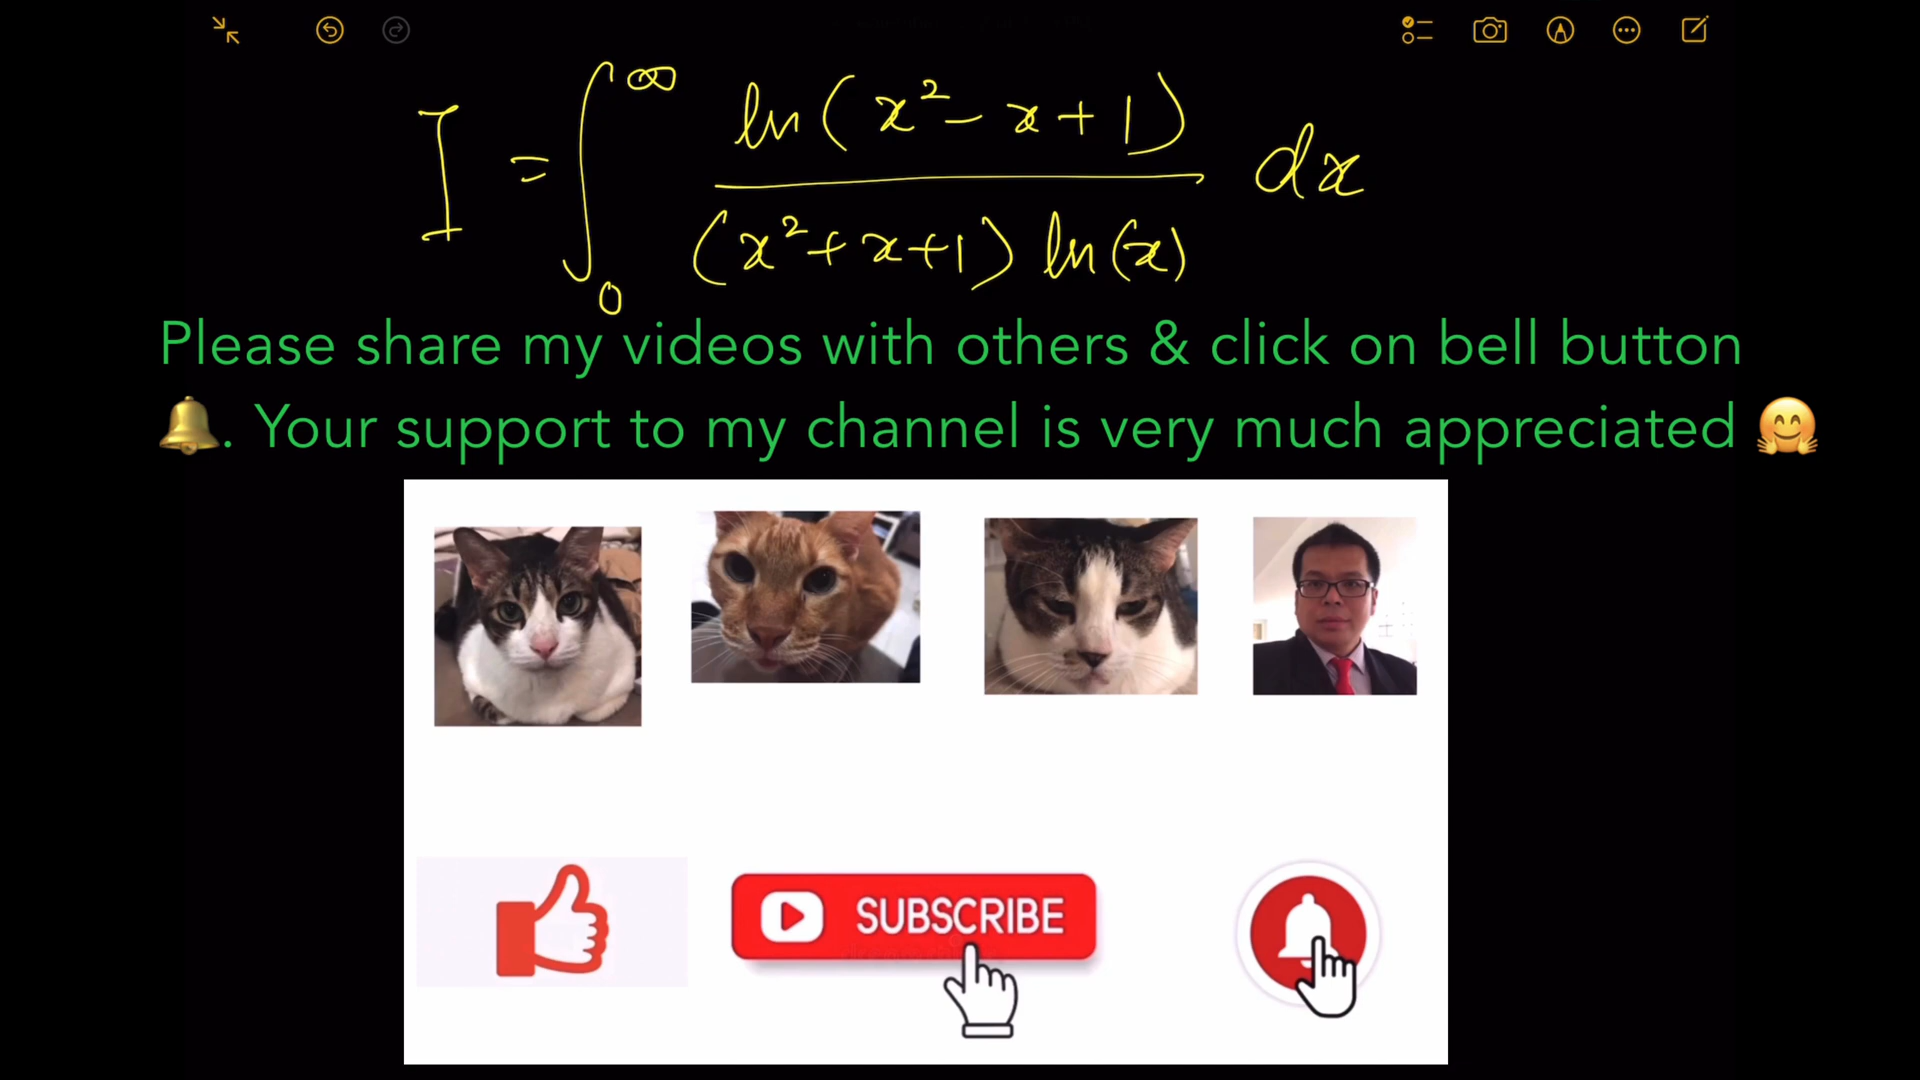 I = ∫₀^∞ ln(x² - x + 1) / ((x² + x + 1) ln(x)) dx
Please share my videos with others & click on bell button
🔔. Your support to my channel is very much appreciated 🤗
SUBSCRIBE